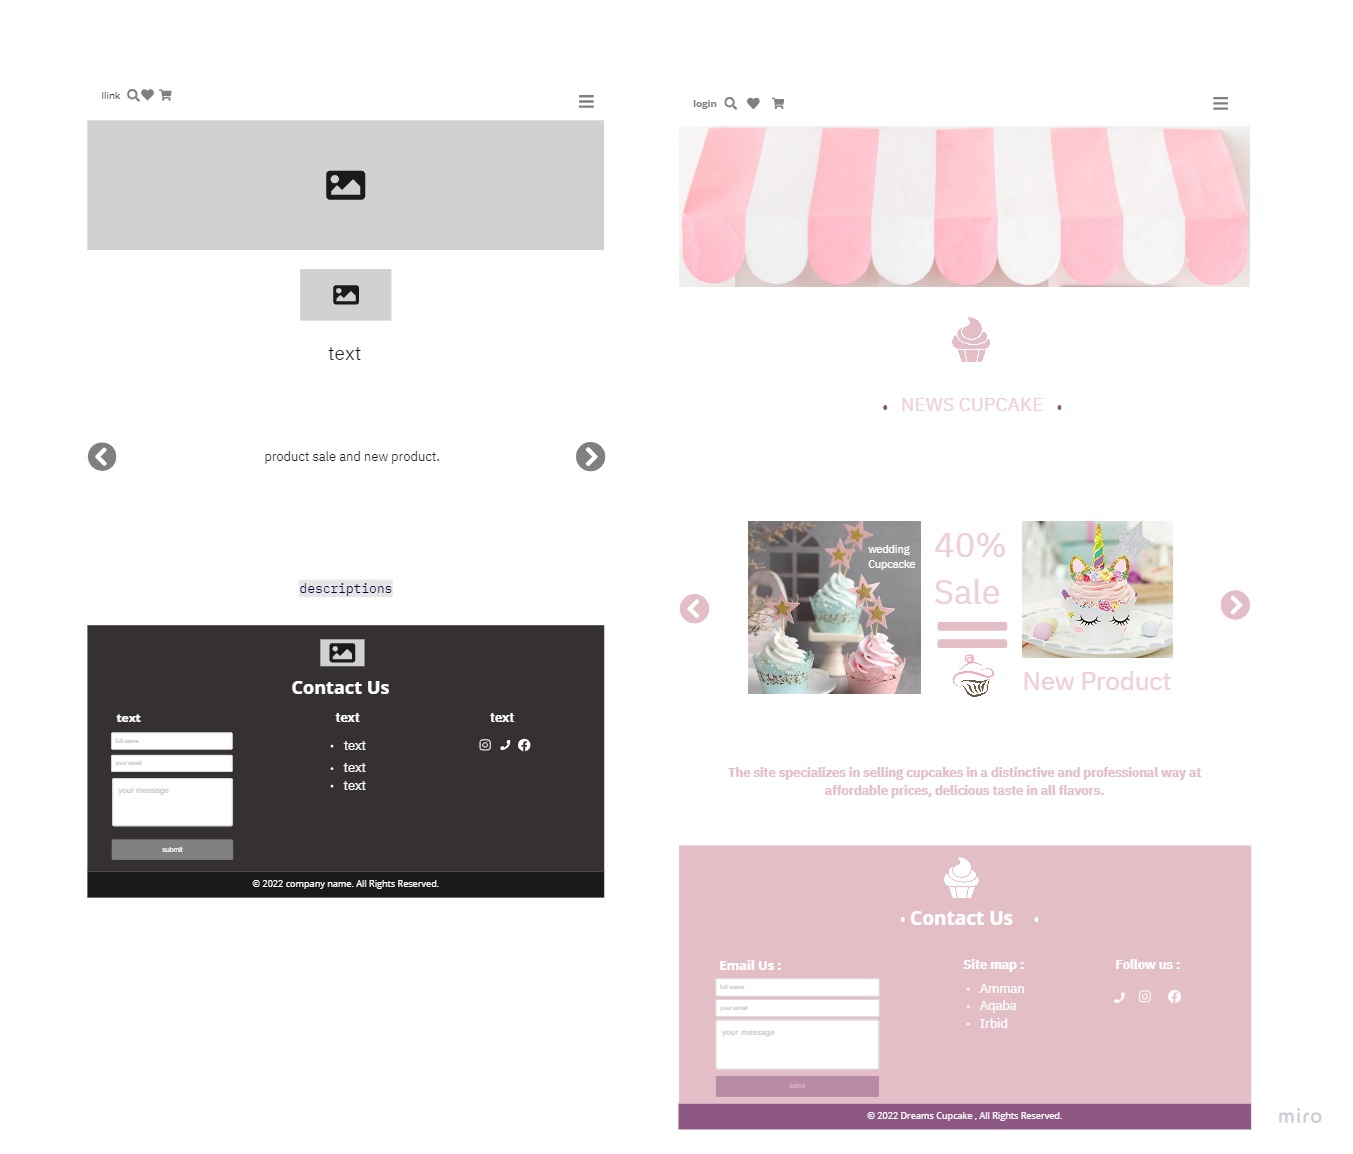 llink
text
product sale and new product.
descriptions
Contact Us
text
full name
your email
your message
submit
text
• text
• text
• text
text
© 2022 company name. All Rights Reserved.
login
• NEWS CUPCAKE •
wedding
Cupcacke
40%
Sale
New Product
The site specializes in selling cupcakes in a distinctive and professional way at
affordable prices, delicious taste in all flavors.
• Contact Us •
Email Us :
full name
your email
your message
send
Site map :
• Amman
• Aqaba
• Irbid
Follow us :
© 2022 Dreams Cupcake , All Rights Reserved.
miro